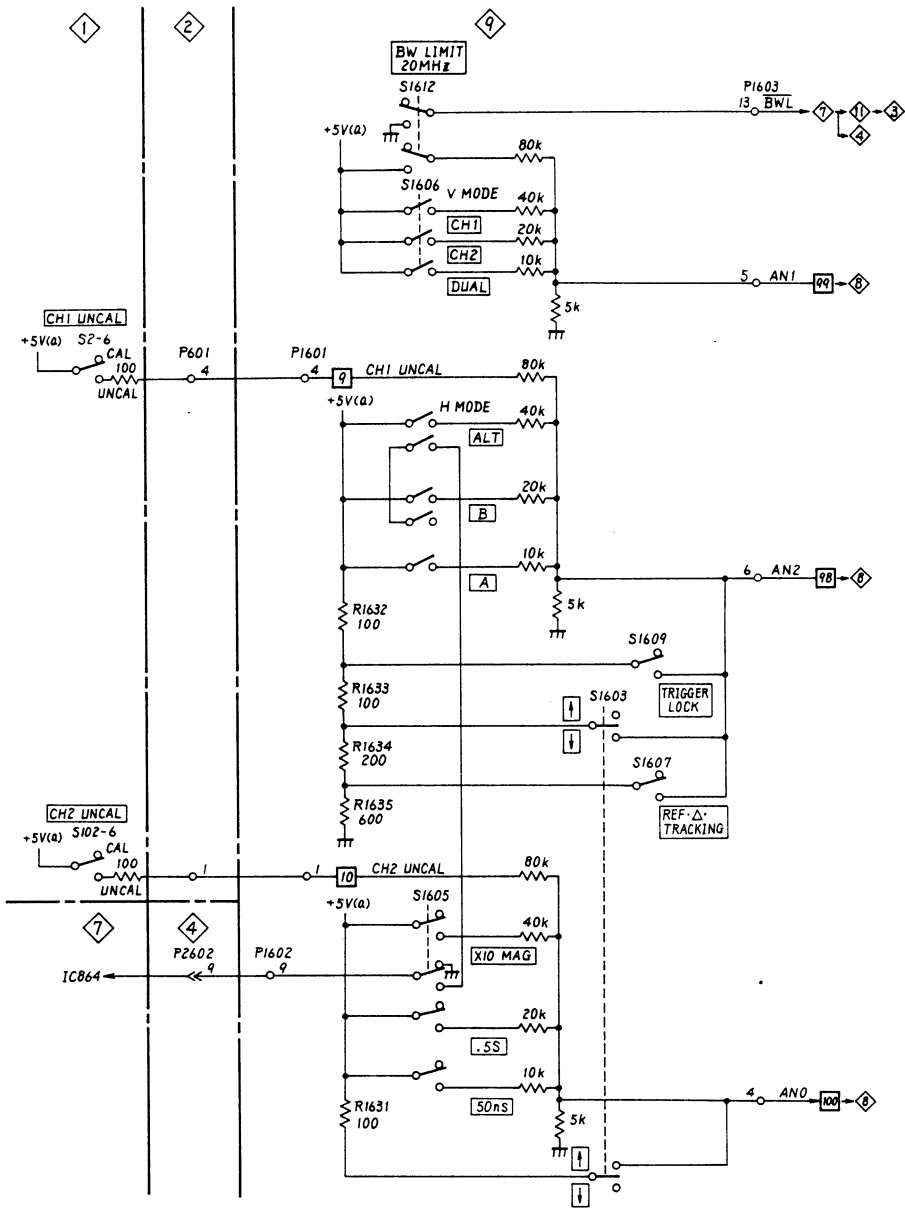 1
2
9
BW LIMIT
20MHz
S1612
P1603
13 BWL
7
11
3
4
+5V(a)
80k
S1606
V MODE
40k
CH1
20k
CH2
10k
DUAL
5 AN1 99 8
5k
CH1 UNCAL
+5V(a) S2-6
CAL
100
UNCAL
P601
4
P1601
4
9
CH1 UNCAL
80k
+5V(a)
H MODE
40k
ALT
20k
B
10k
A
6 AN2 98 8
5k
R1632
100
S1609
TRIGGER
LOCK
R1633
100
S1603
↑
↓
R1634
200
S1607
REF·Δ·
TRACKING
R1635
600
CH2 UNCAL
+5V(a) S102-6
CAL
100
UNCAL
1
1
10
CH2 UNCAL
80k
+5V(a)
S1605
40k
X10 MAG
7
4
P2602
9
P1602
9
IC864
20k
.5S
10k
50nS
4 AN0 100 8
R1631
100
5k
↑
↓